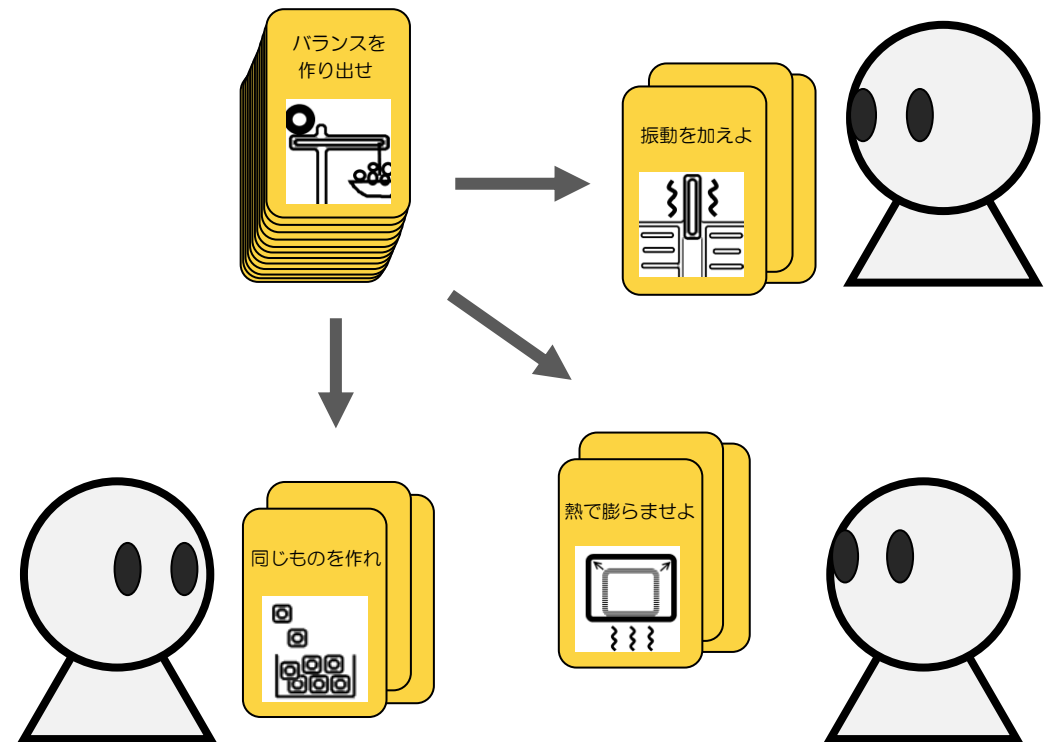 バランスを
作り出せ
振動を加えよ
熱で膨らませよ
同じものを作れ